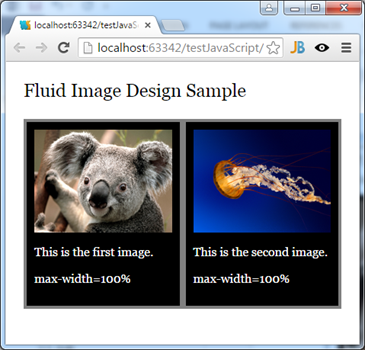 localhost:63342/testJavaSc
localhost:63342/testJavaScript/
JB
Fluid Image Design Sample
This is the first image.
This is the second image.
max-width=100%
max-width=100%